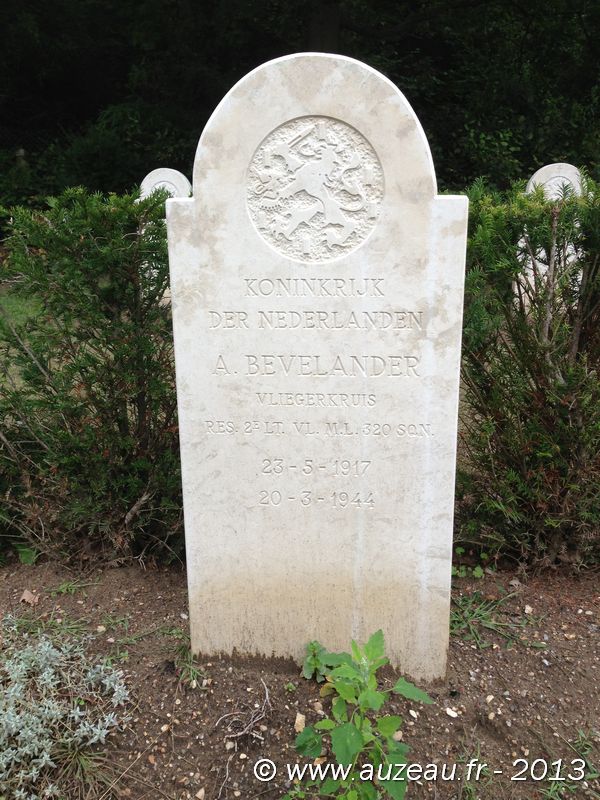 KONINKRIJK
DER NEDERLANDEN
A. BEVELANDER
VLIEGERKRUIS
RES. 2E LT. VL. M.L. 320 SQN.
23 - 5 - 1917
20 - 3 - 1944
© www.auzeau.fr - 2013